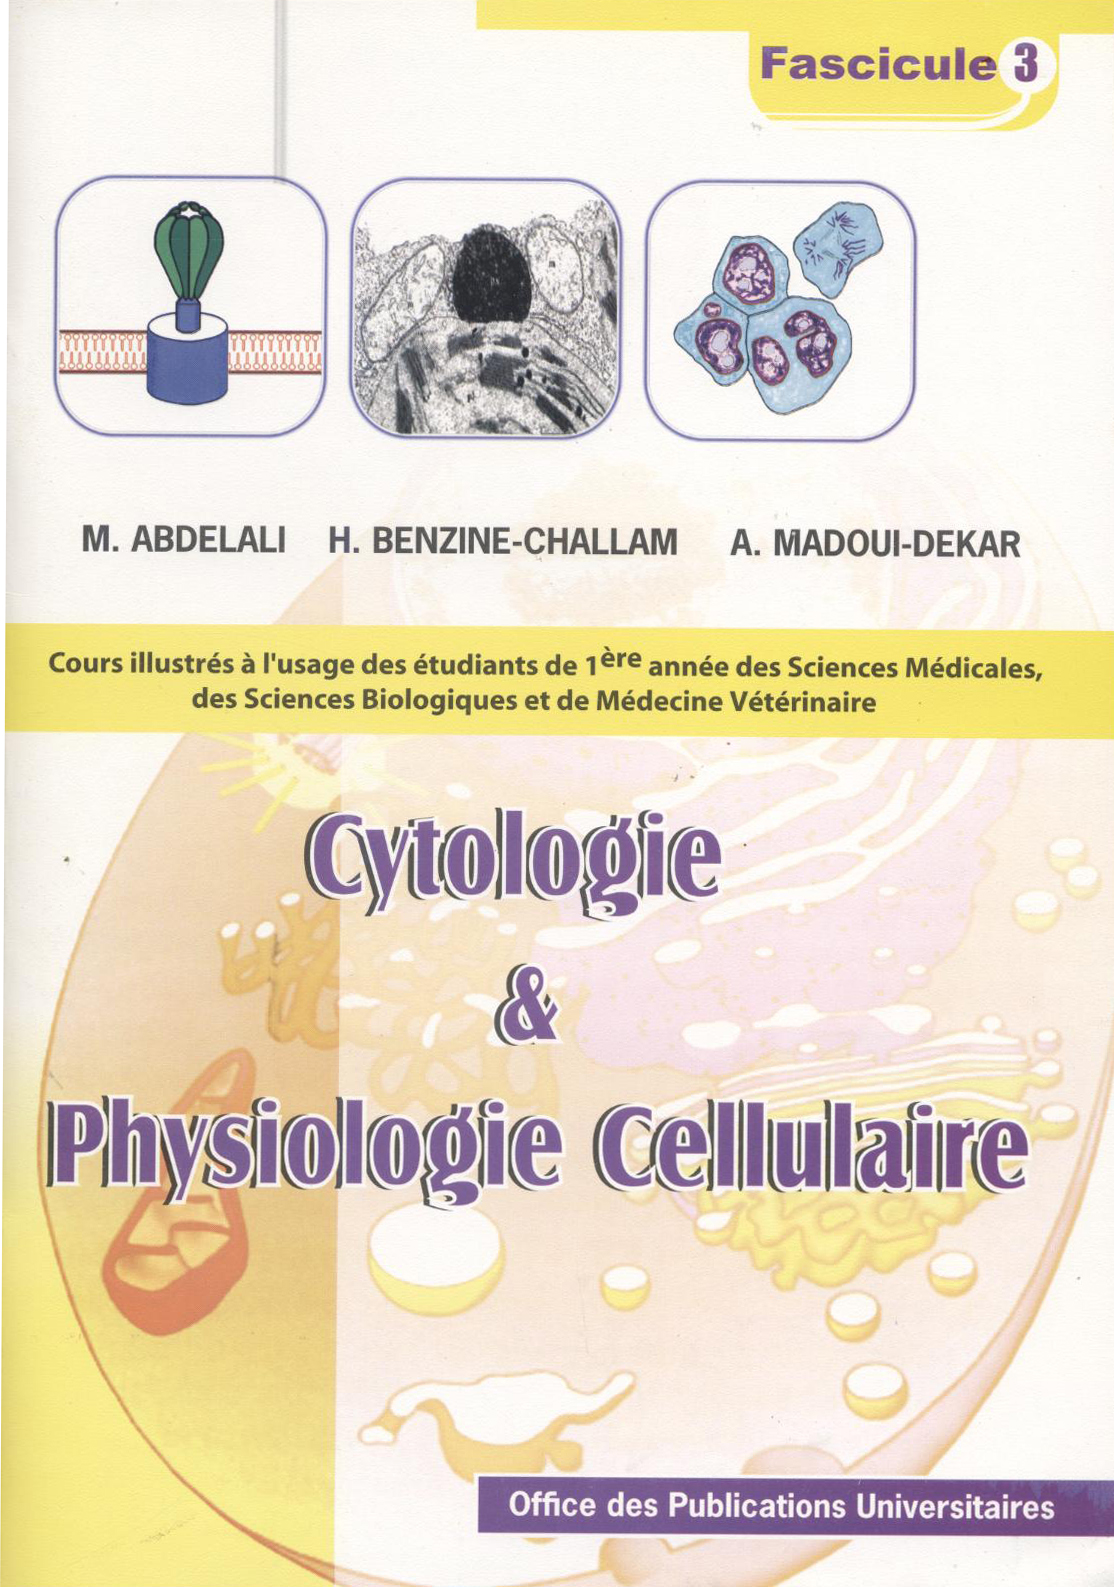 Fascicule 3
M. ABDELALI H. BENZINE-CHALLAM A. MADOUI-DEKAR
Cours illustrés à l'usage des étudiants de 1ère année des Sciences Médicales,
des Sciences Biologiques et de Médecine Vétérinaire
Cytologie
&
Physiologie Cellulaire
Office des Publications Universitaires